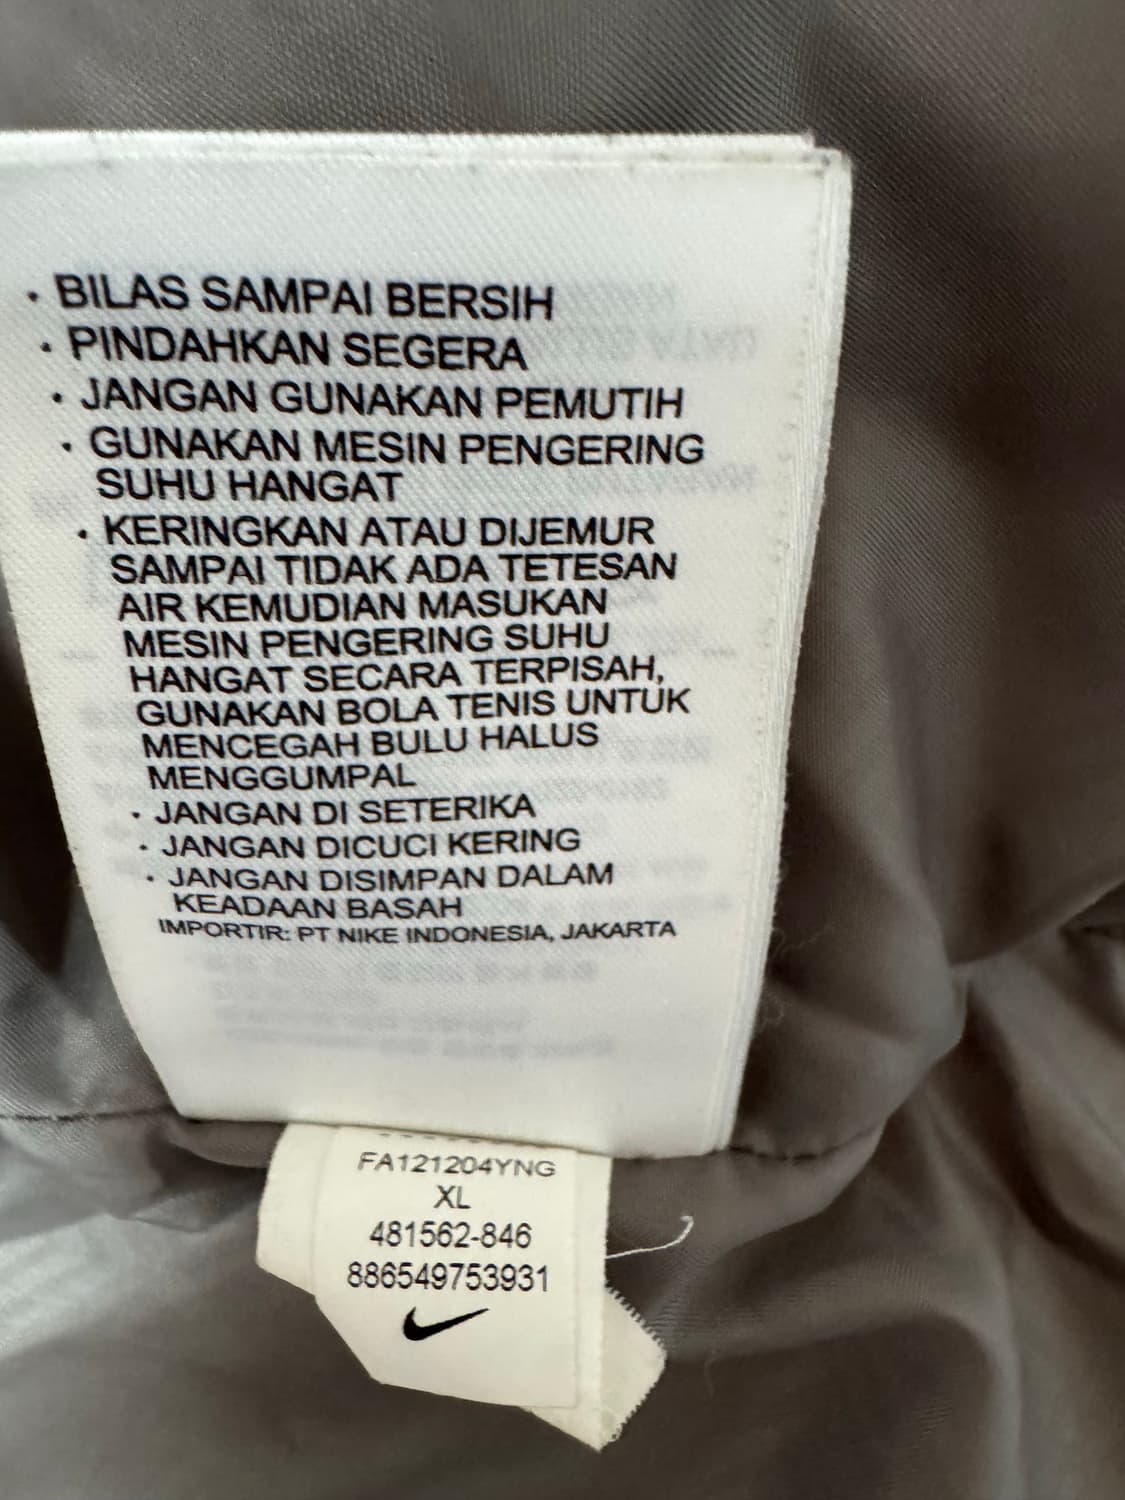 · BILAS SAMPAI BERSIH
· PINDAHKAN SEGERA
· JANGAN GUNAKAN PEMUTIH
· GUNAKAN MESIN PENGERING
SUHU HANGAT
· KERINGKAN ATAU DIJEMUR
SAMPAI TIDAK ADA TETESAN
AIR KEMUDIAN MASUKAN
MESIN PENGERING SUHU
HANGAT SECARA TERPISAH,
GUNAKAN BOLA TENIS UNTUK
MENCEGAH BULU HALUS
MENGGUMPAL
· JANGAN DI SETERIKA
· JANGAN DICUCI KERING
· JANGAN DISIMPAN DALAM
KEADAAN BASAH
IMPORTIR: PT NIKE INDONESIA, JAKARTA
FA121204YNG
XL
481562-846
886549753931